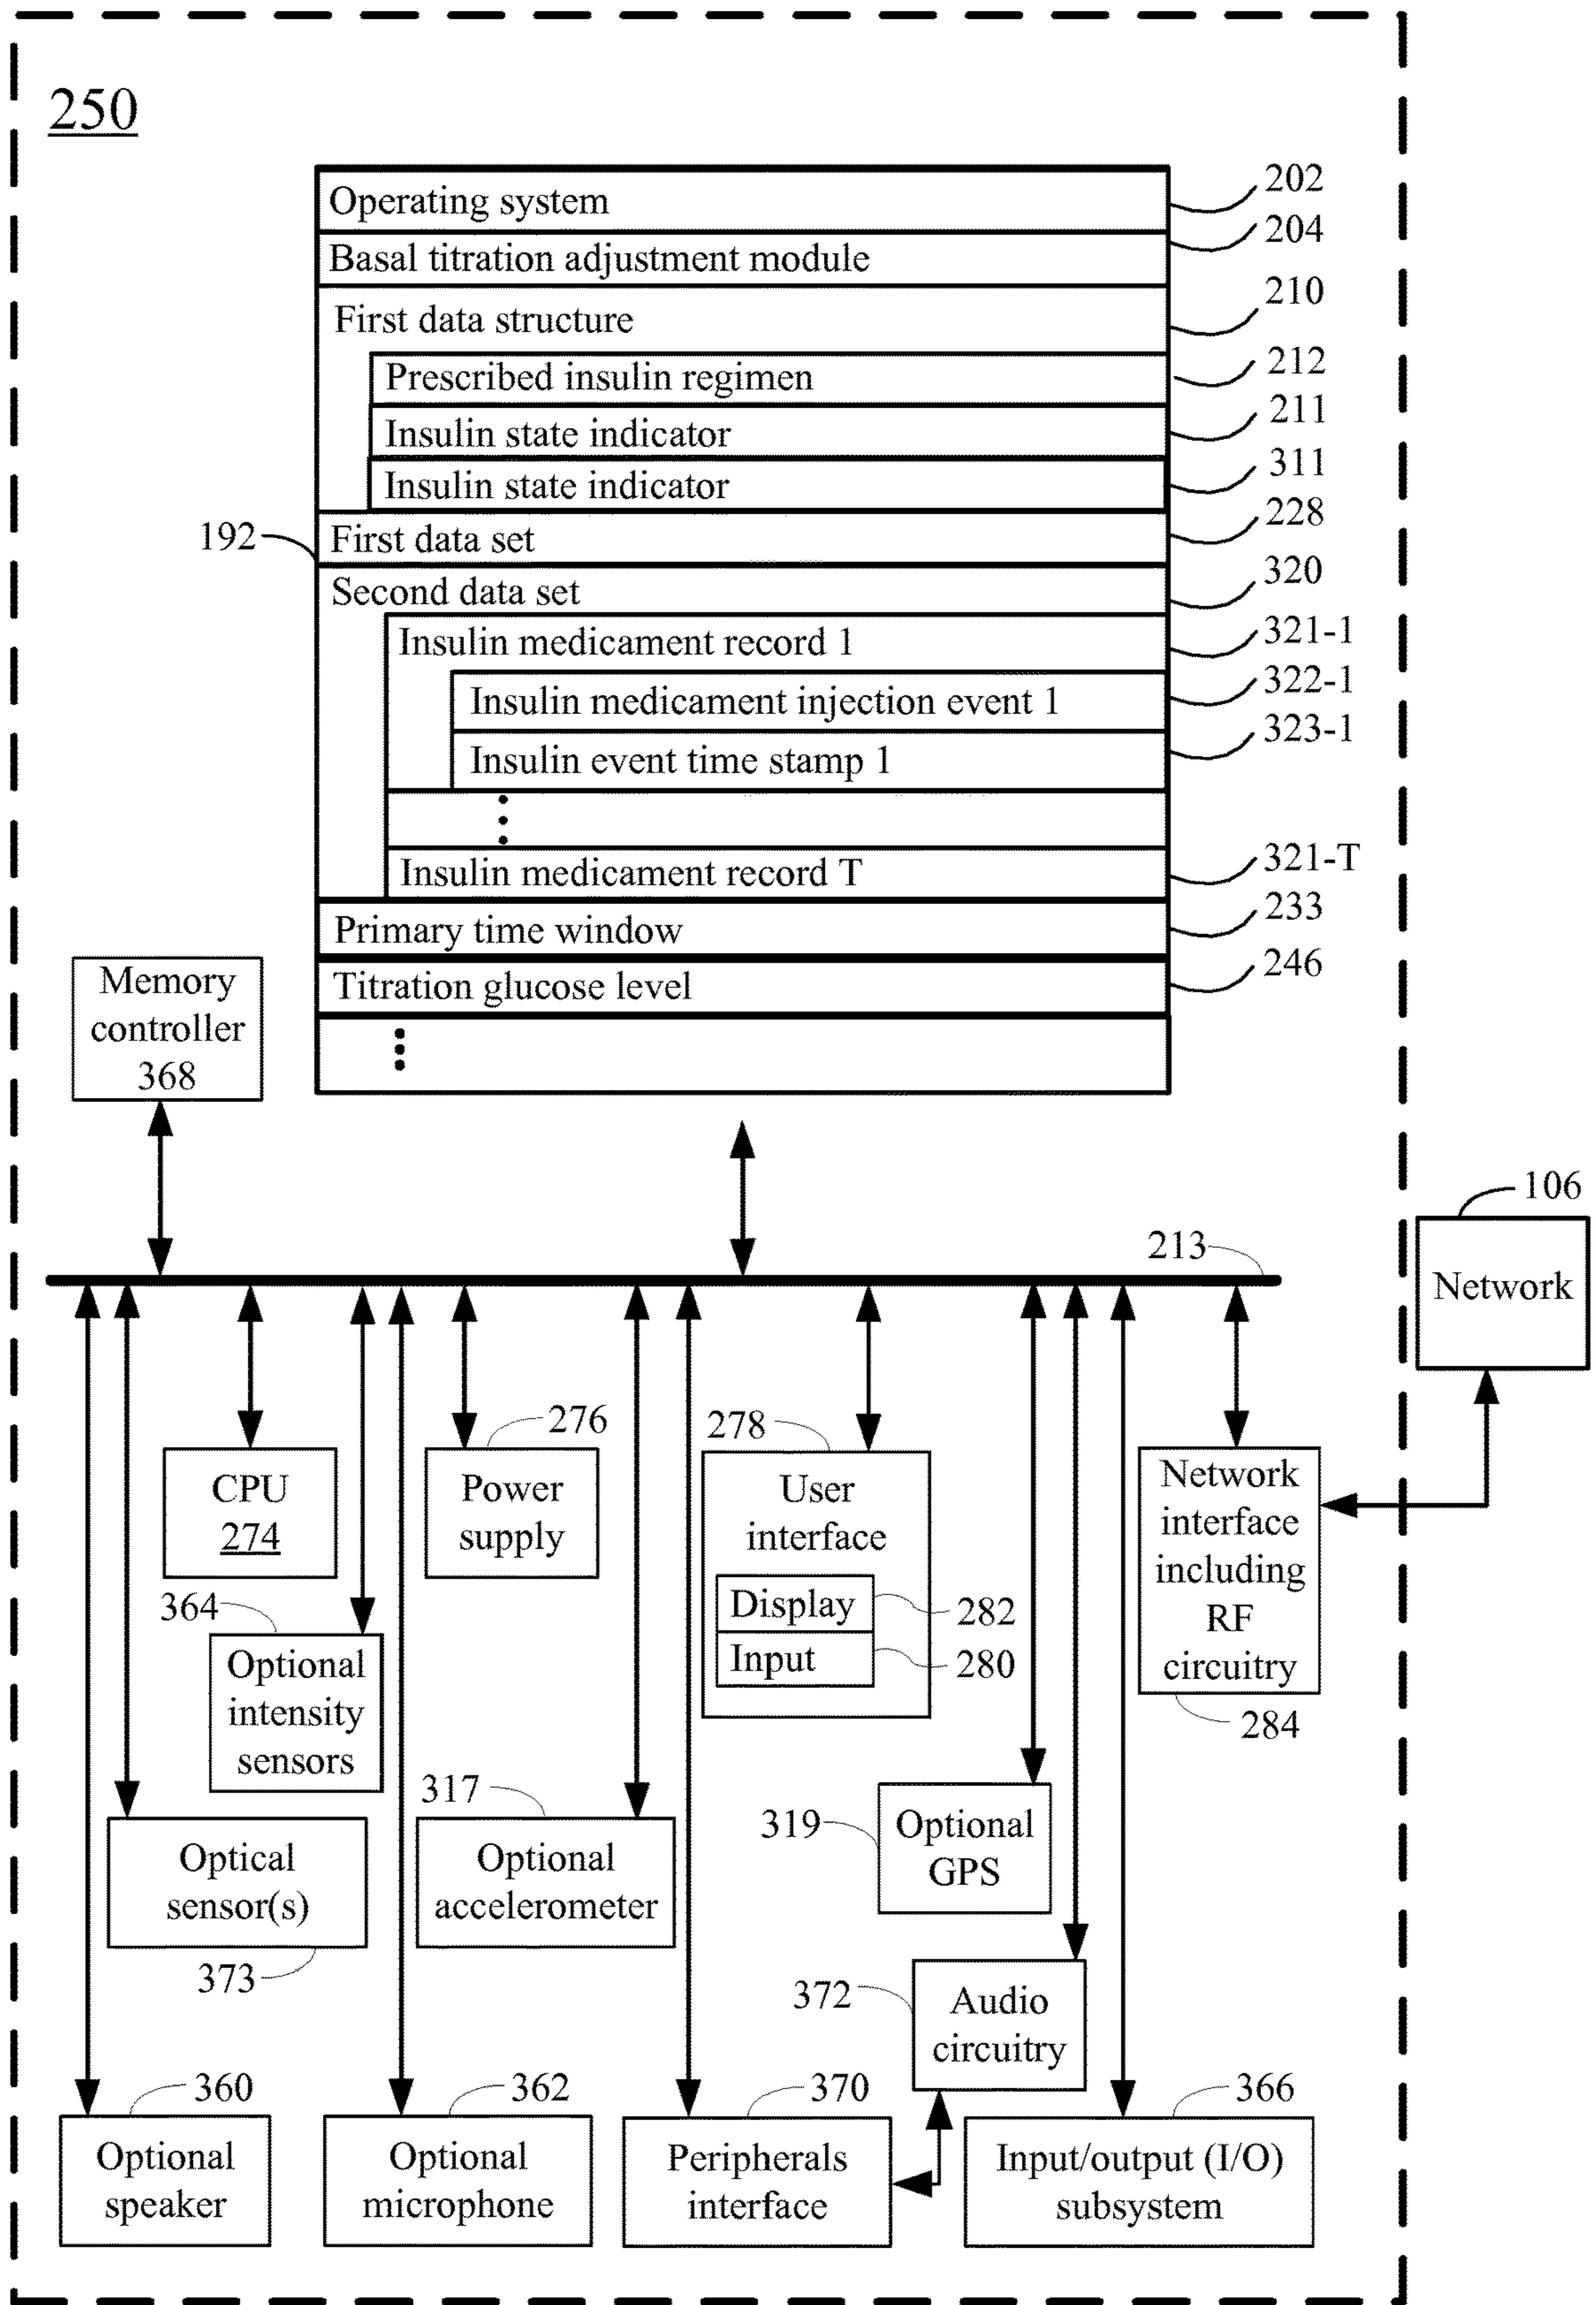 250
Operating system
202
Basal titration adjustment module
204
First data structure
210
Prescribed insulin regimen
212
Insulin state indicator
211
Insulin state indicator
311
192
First data set
228
Second data set
320
Insulin medicament record 1
321-1
Insulin medicament injection event 1
322-1
Insulin event time stamp 1
323-1
Insulin medicament record T
321-T
Primary time window
233
Titration glucose level
246
Memory
controller
368
106
Network
213
CPU
274
276
Power
supply
278
User
interface
Display
282
Input
280
Network
interface
including
RF
circuitry
284
364
Optional
intensity
sensors
317
Optional
accelerometer
319
Optional
GPS
Optical
sensor(s)
373
372
Audio
circuitry
360
Optional
speaker
362
Optional
microphone
370
Peripherals
interface
366
Input/output (I/O)
subsystem